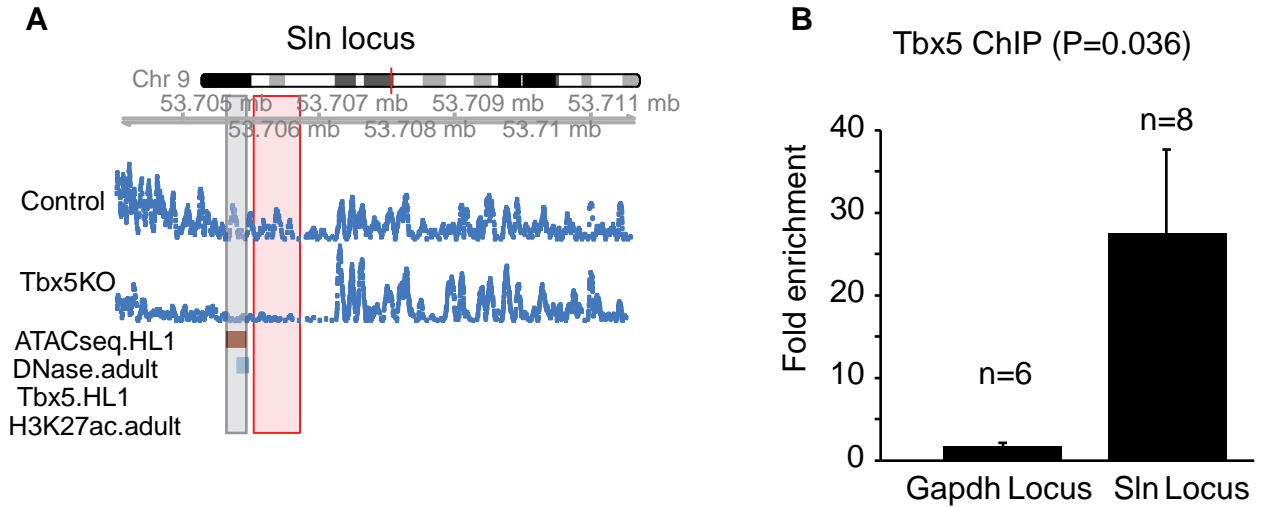 A
Sln locus
Chr 9
53.705 mb
53.707 mb
53.709 mb
53.711 mb
53.706 mb
53.708 mb
53.71 mb
Control
Tbx5KO
ATACseq.HL1
DNase.adult
Tbx5.HL1
H3K27ac.adult
B
Tbx5 ChIP (P=0.036)
Fold enrichment
40
30
20
10
0
n=6
n=8
Gapdh Locus
Sln Locus